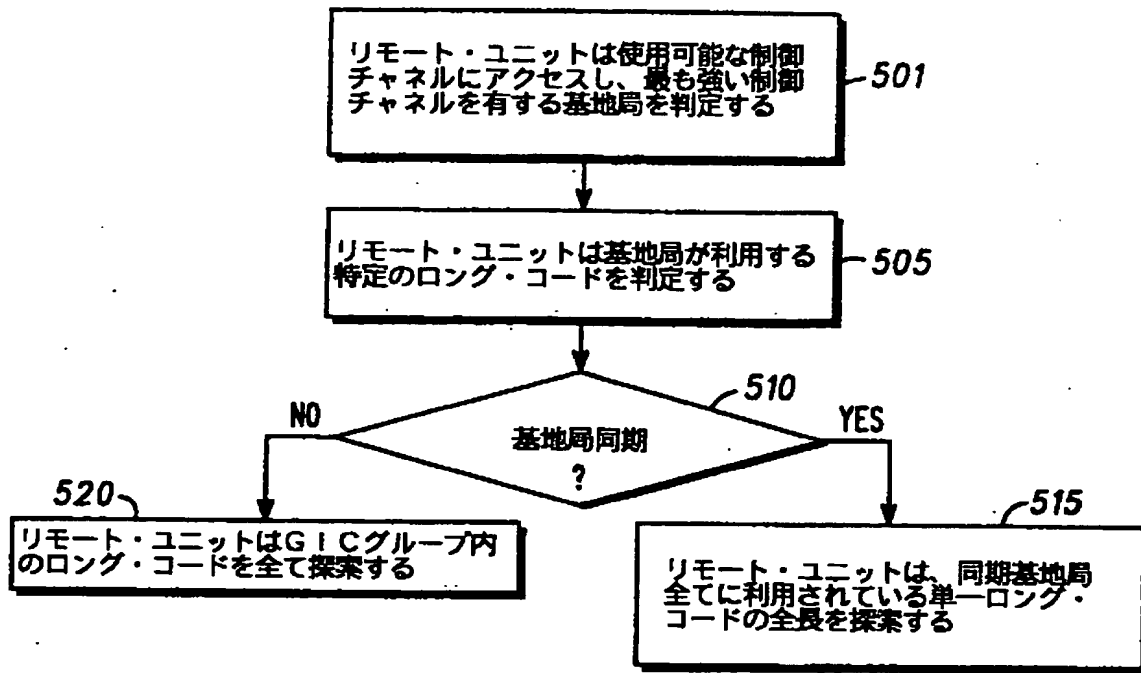 リモート・ユニットは使用可能な制御
チャネルにアクセスし、最も強い制御
チャネルを有する基地局を判定する
501
リモート・ユニットは基地局が利用する
特定のロング・コードを判定する
505
510
NO
YES
基地局同期
?
520
リモート・ユニットはGICグループ内
のロング・コードを全て探索する
515
リモート・ユニットは、同期基地局
全てに利用されている単一ロング・
コードの全長を探索する